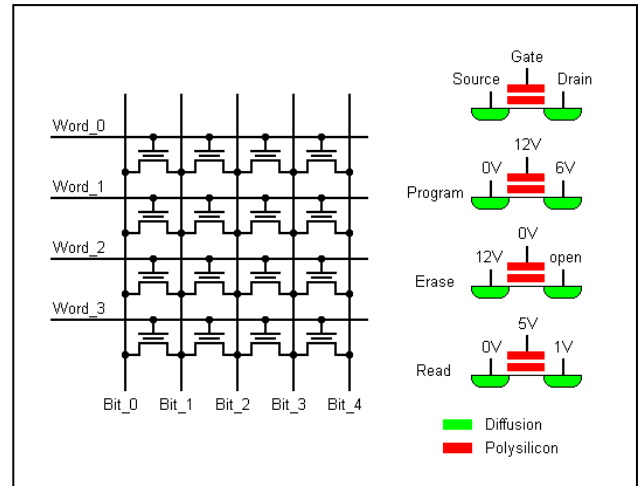 Word_0
Word_1
Word_2
Word_3
Bit_0 Bit_1 Bit_2 Bit_3 Bit_4
Gate
Source Drain
12V
Program 0V 6V
0V
12V open
Erase
5V
0V 1V
Read
Diffusion
Polysilicon